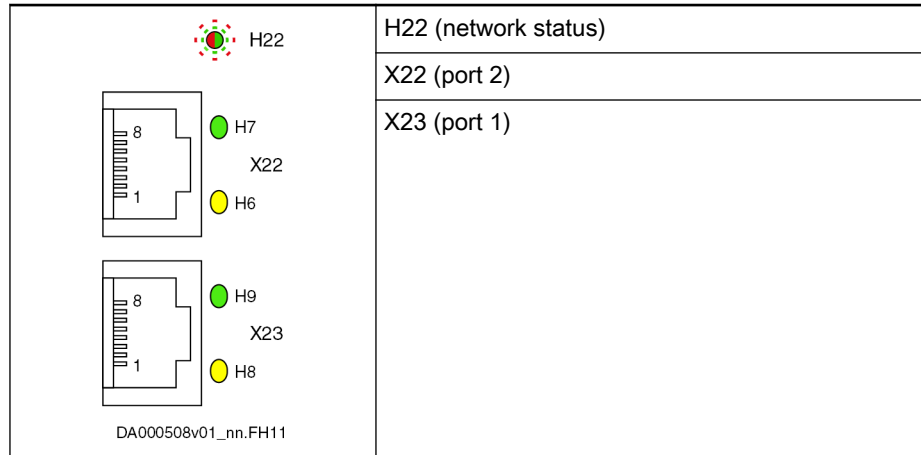 H22
H22 (network status)
X22 (port 2)
X23 (port 1)
8
H7
X22
1
H6
8
H9
X23
1
H8
DA000508v01_nn.FH11